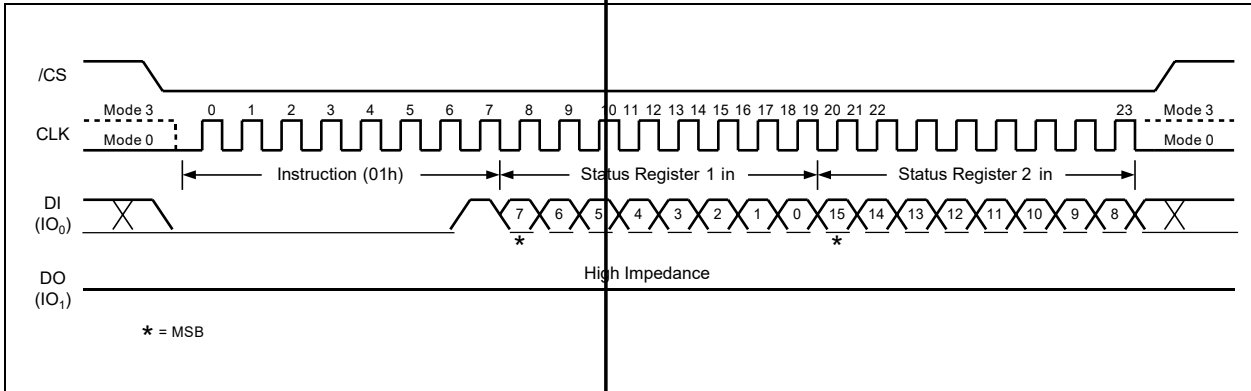 /CS
Mode 3 0 1 2 3 4 5 6 7 8 9 10 11 12 13 14 15 16 17 18 19 20 21 22 23 Mode 3
CLK
Mode 0 Mode 0
Instruction (01h) Status Register 1 in Status Register 2 in
DI
(IO0)
7 6 5 4 3 2 1 0 15 14 13 12 11 10 9 8
* *
High Impedance
DO
(IO1)
* = MSB